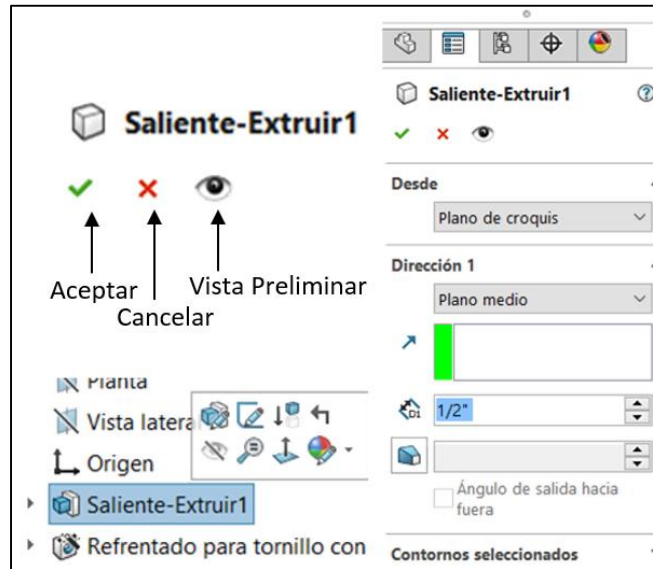 Saliente-Extruir1
Aceptar
Cancelar
Vista Preliminar
Planta
Vista latera
Origen
Saliente-Extruir1
Refrentado para tornillo con
Saliente-Extruir1
Desde
Plano de croquis
Dirección 1
Plano medio
D1
1/2"
Ángulo de salida hacia
fuera
Contornos seleccionados